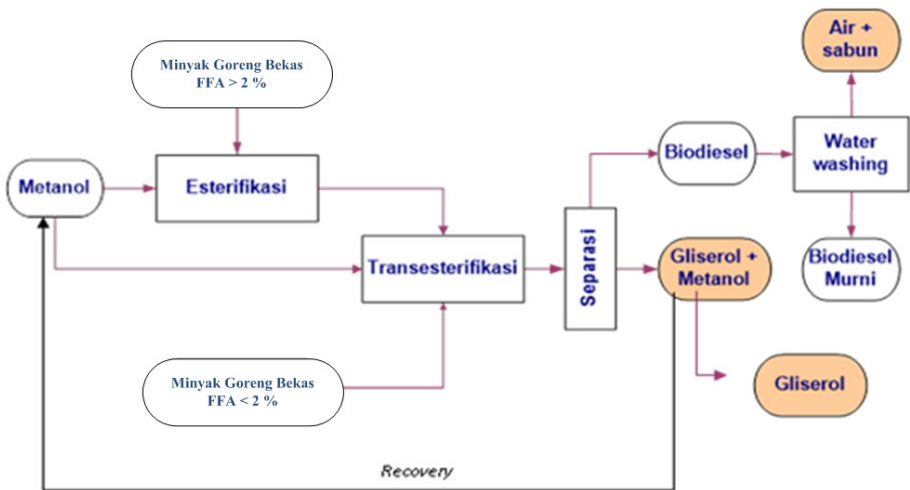 Air +
sabun
Minyak Goreng Bekas
FFA > 2 %
Biodiesel
Water
washing
Metanol
Esterifikasi
Transesterifikasi
Separasi
Gliserol +
Metanol
Biodiesel
Murni
Minyak Goreng Bekas
FFA < 2 %
Gliserol
Recovery